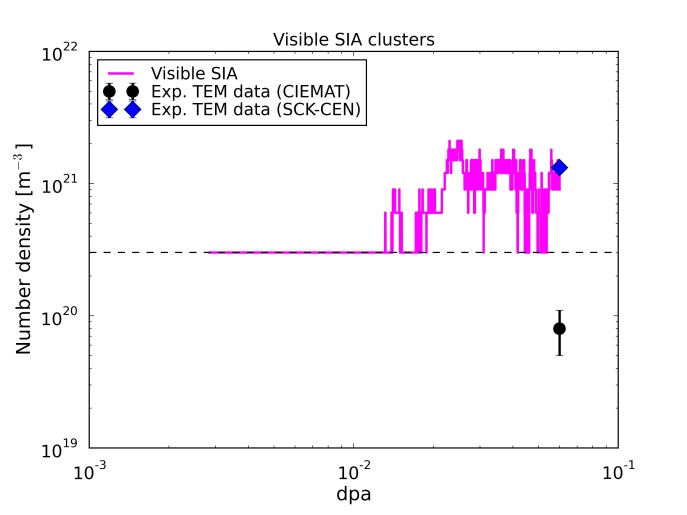 Visible SIA clusters
10^22
Visible SIA
Exp. TEM data (CIEMAT)
Exp. TEM data (SCK-CEN)
10^21
Number density [m^−3]
10^20
10^19
10^-3
10^-2
10^-1
dpa